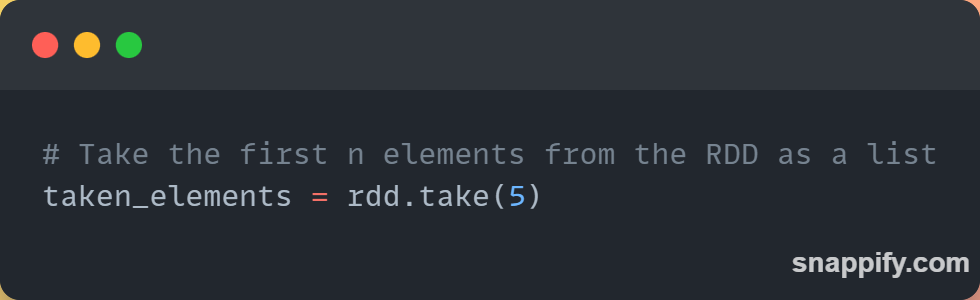 # Take the first n elements from the RDD as a list
taken_elements = rdd.take(5)
snappify.com